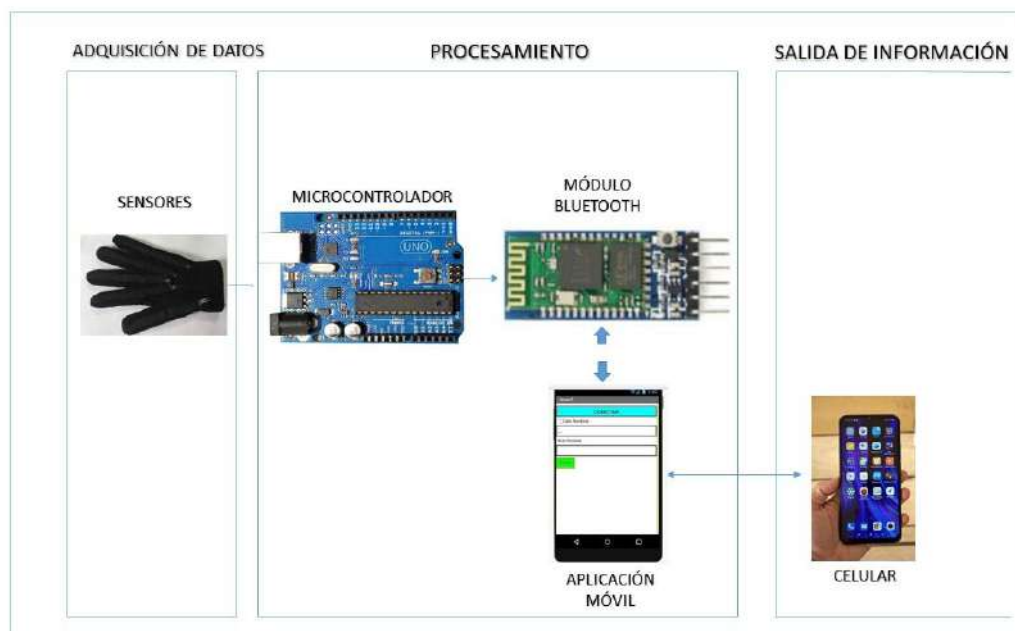 ADQUISICIÓN DE DATOS
PROCESAMIENTO
SALIDA DE INFORMACIÓN
SENSORES
MICROCONTROLADOR
MÓDULO
BLUETOOTH
UNO
APLICACIÓN
MÓVIL
CELULAR